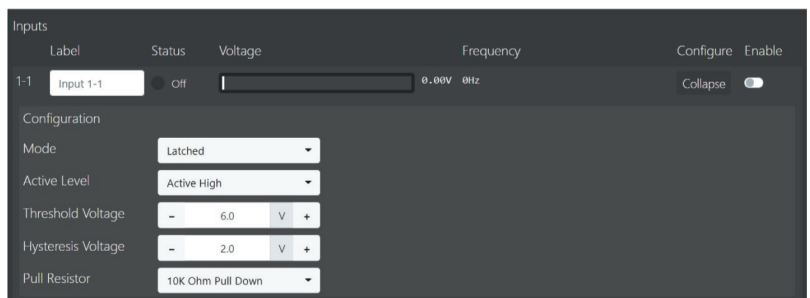 Inputs
Label Status Voltage Frequency Configure Enable
1-1 Input 1-1 Off 0.00V 0Hz Collapse
Configuration
Mode Latched
Active Level Active High
Threshold Voltage - 6.0 V +
Hysteresis Voltage - 2.0 V +
Pull Resistor 10K Ohm Pull Down